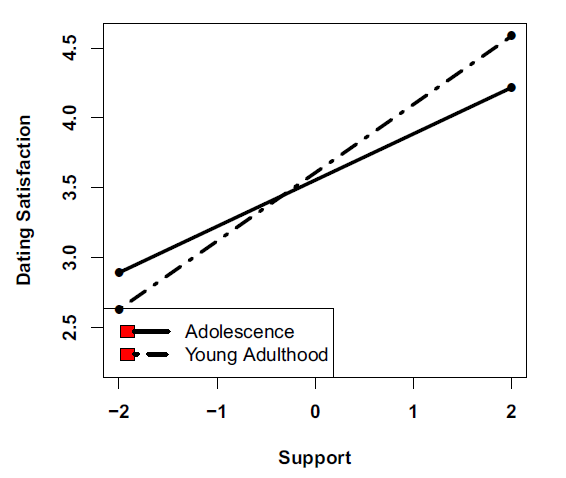 4.5
4.0
3.5
3.0
2.5
Dating Satisfaction
Adolescence
Young Adulthood
−2 −1 0 1 2
Support